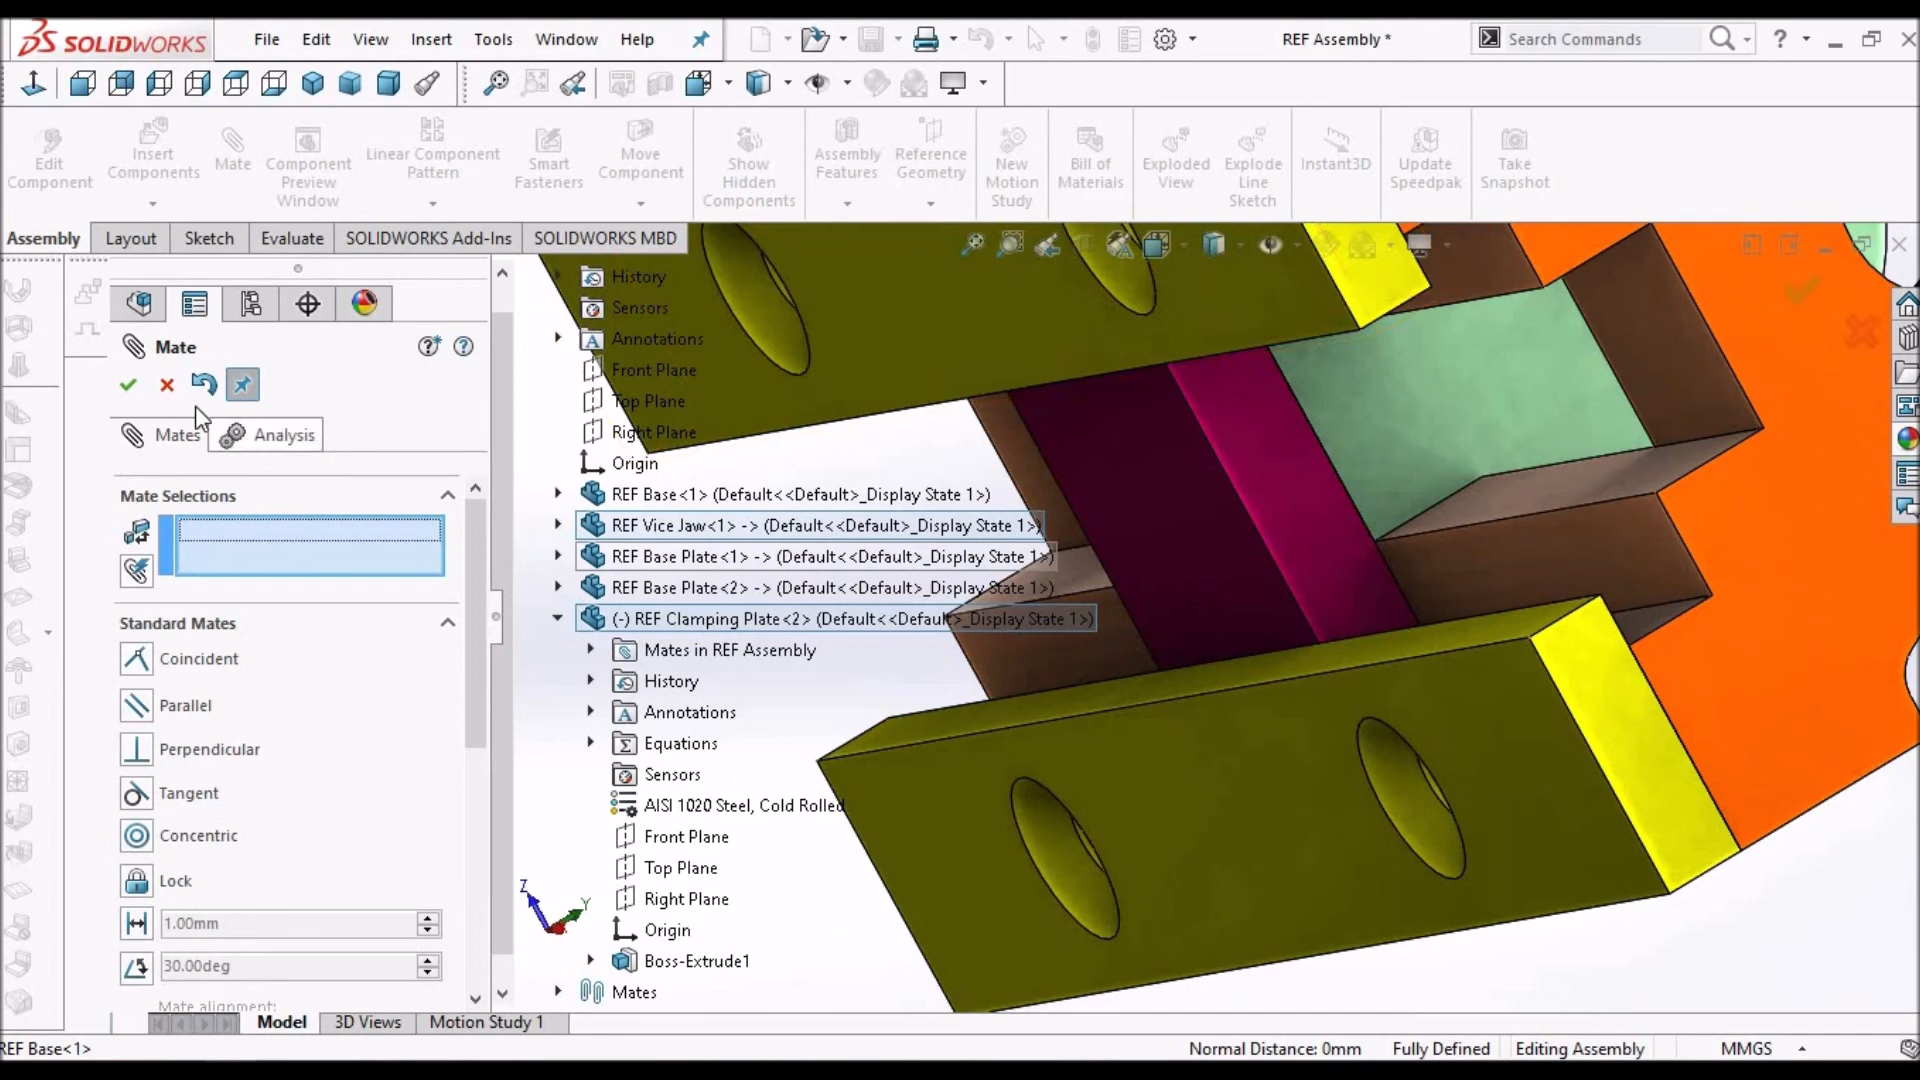 SOLIDWORKS File Edit View Insert Tools Window Help REF Assembly * Search Commands ?
Edit Component
Insert Components
Mate
Component Preview Window
Linear Component Pattern
Smart Fasteners
Move Component
Show Hidden Components
Assembly Features
Reference Geometry
New Motion Study
Bill of Materials
Exploded View
Explode Line Sketch
Instant3D
Update Speedpak
Take Snapshot
Assembly Layout Sketch Evaluate SOLIDWORKS Add-Ins SOLIDWORKS MBD
Mate
Mates Analysis
Mate Selections
Standard Mates
Coincident
Parallel
Perpendicular
Tangent
Concentric
Lock
1.00mm
30.00deg
Mate alignment:
History
Sensors
Annotations
Front Plane
Top Plane
Right Plane
Origin
REF Base<1> (Default<<Default>_Display State 1>)
REF Vice Jaw<1> -> (Default<<Default>_Display State 1>)
REF Base Plate<1> -> (Default<<Default>_Display State 1>)
REF Base Plate<2> -> (Default<<Default>_Display State 1>)
(-) REF Clamping Plate<2> (Default<<Default>_Display State 1>)
Mates in REF Assembly
History
Annotations
Equations
Sensors
AISI 1020 Steel, Cold Rolled
Front Plane
Top Plane
Right Plane
Origin
Boss-Extrude1
Mates
Z
Y
Model 3D Views Motion Study 1
REF Base<1> Normal Distance: 0mm Fully Defined Editing Assembly MMGS